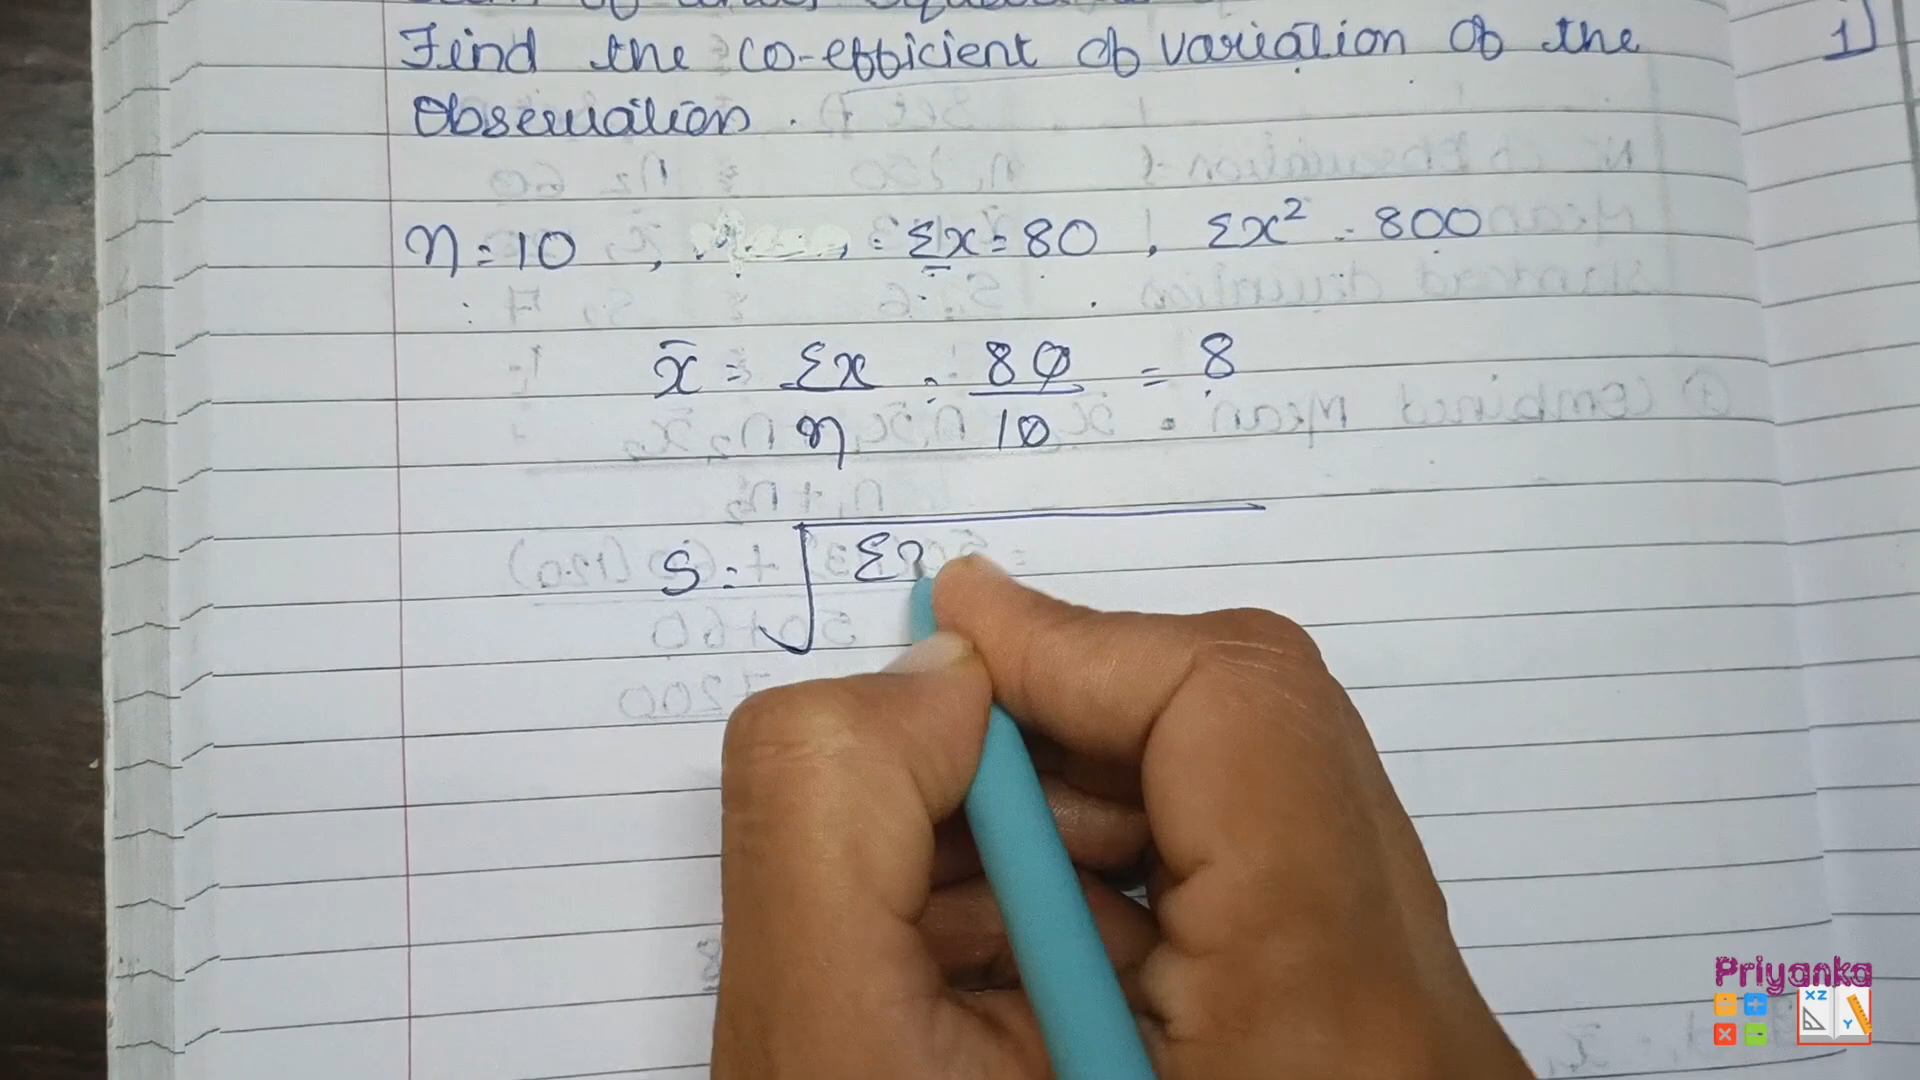 Find the co-efficient of variation of the 1]
Observation.
n = 10 , Σx = 80 , Σx² = 800
x̄ = Σx/n = 80/10 = 8
S = √ Σx
Priyanka